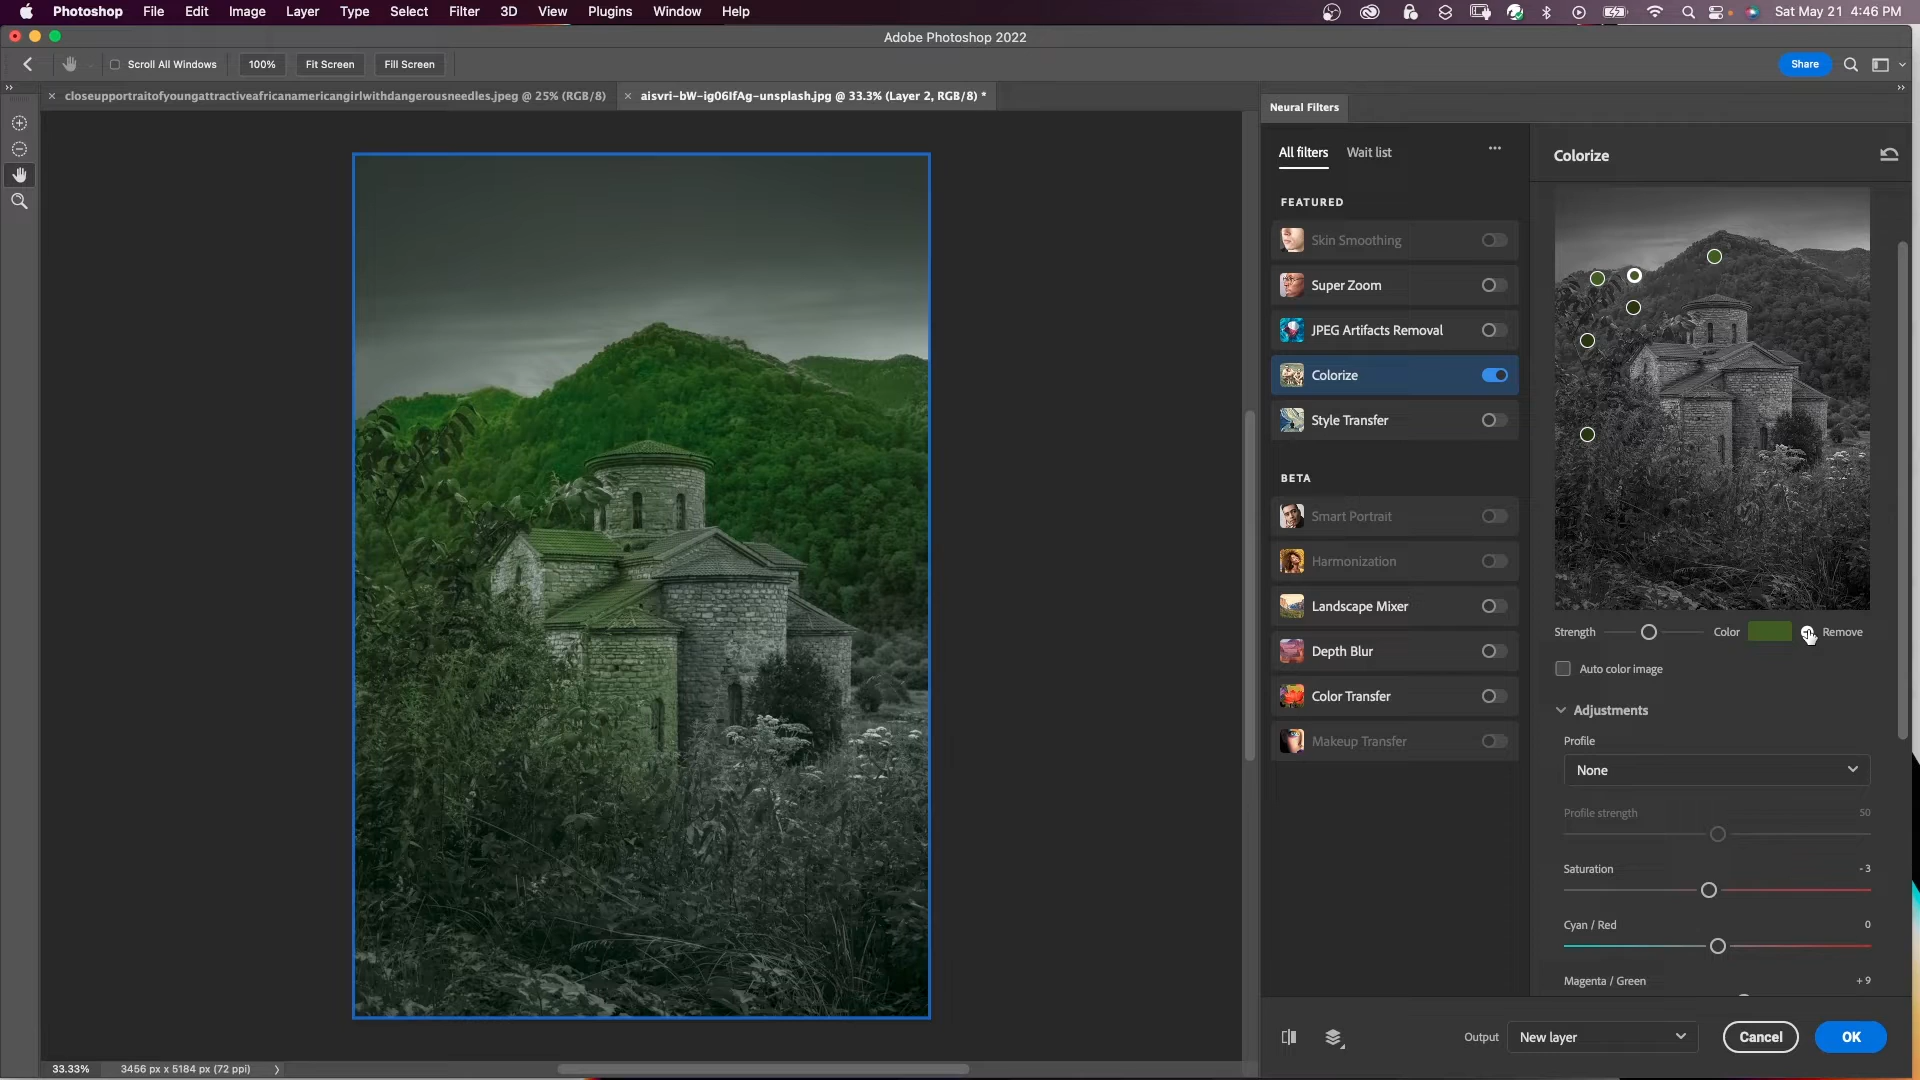 Photoshop File Edit Image Layer Type Select Filter 3D View Plugins Window Help Sat May 21 4:46 PM
Adobe Photoshop 2022
Scroll All Windows 100% Fit Screen Fill Screen Share
closeupportraitofyoungattractiveafricanamericangirlwithdangerousneedles.jpeg @ 25% (RGB/8) aisvri-bW-ig06IfAg-unsplash.jpg @ 33.3% (Layer 2, RGB/8) *
Neural Filters
All filters Wait list
Colorize
FEATURED
Skin Smoothing
Super Zoom
JPEG Artifacts Removal
Colorize
Style Transfer
BETA
Smart Portrait
Harmonization
Landscape Mixer
Depth Blur
Color Transfer
Makeup Transfer
Strength Color Remove
Auto color image
Adjustments
Profile
None
Profile strength 50
Saturation - 3
Cyan / Red 0
Magenta / Green + 9
Output New layer Cancel OK
33.33% 3456 px x 5184 px (72 ppi)